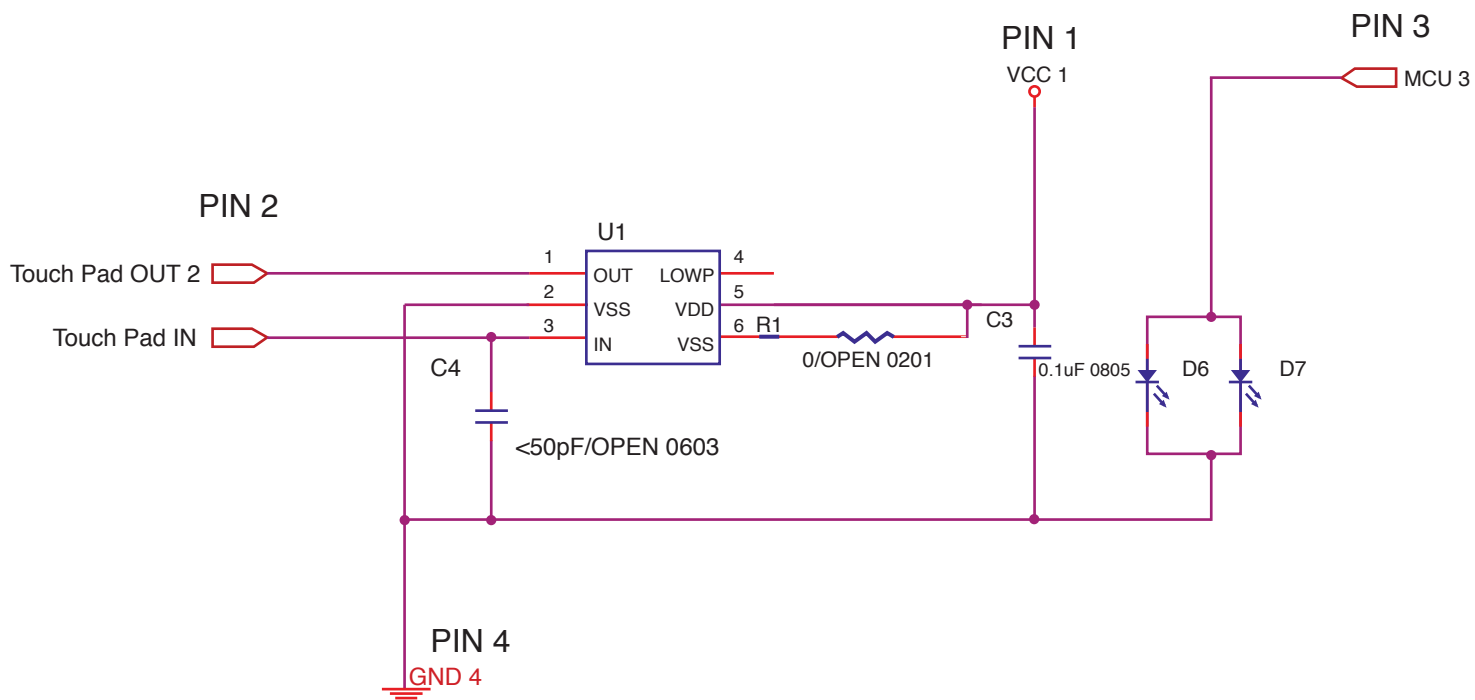 PIN 3
PIN 1
VCC 1
MCU 3
PIN 2
U1
Touch Pad OUT 2
1
OUT
LOWP
4
2
VSS
VDD
5
Touch Pad IN
3
IN
VSS
6
R1
C3
0/OPEN 0201
C4
0.1uF 0805
D6
D7
<50pF/OPEN 0603
PIN 4
GND 4